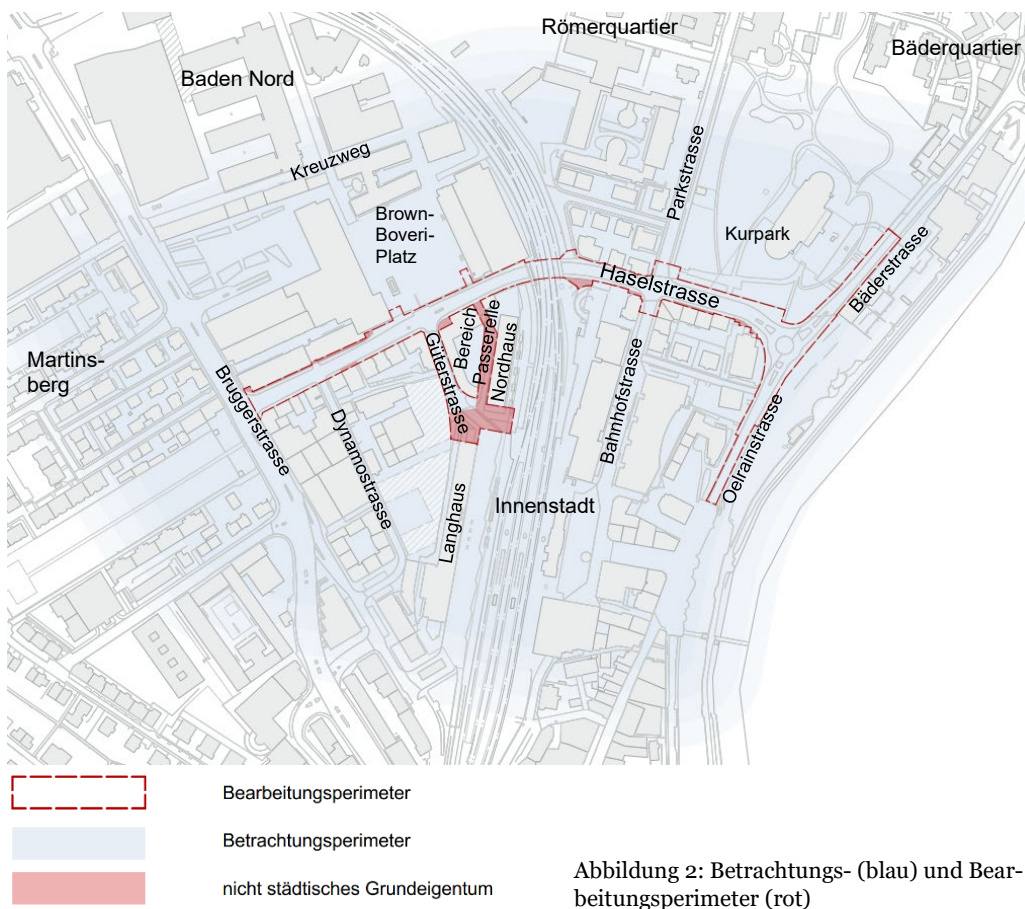 Römerquartier
Bäderquartier
Baden Nord
Kreuzweg
Parkstrasse
Brown-
Boveri-
Platz
Kurpark
Haselstrasse
Bäderstrasse
Martins-
berg
Bruggerstrasse
Dynamostrasse
Güterstrasse
Bereich
Passerelle
Nordhaus
Bahnhofstrasse
Oelrainstrasse
Langhaus
Innenstadt
Bearbeitungsperimeter
Betrachtungsperimeter
nicht städtisches Grundeigentum
Abbildung 2: Betrachtungs- (blau) und Bear-
beitungsperimeter (rot)